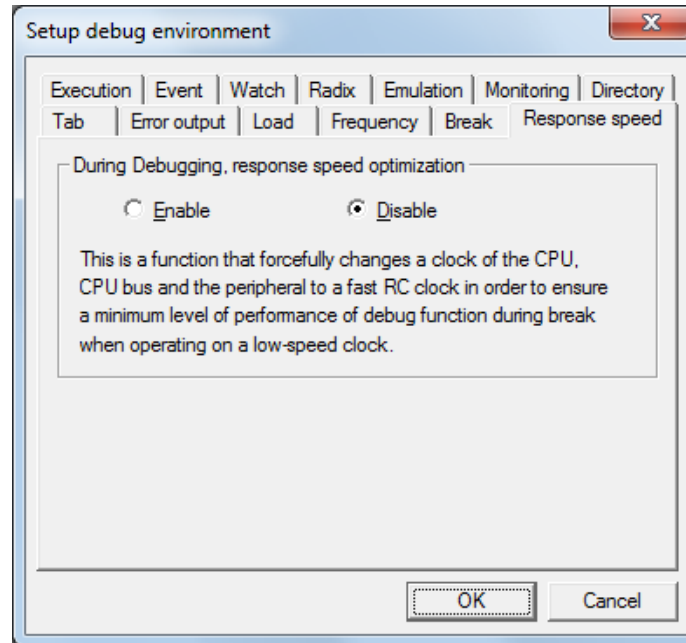 Setup debug environment
Execution Event Watch Radix Emulation Monitoring Directory
Tab Error output Load Frequency Break Response speed
During Debugging, response speed optimization
Enable Disable
This is a function that forcefully changes a clock of the CPU,
CPU bus and the peripheral to a fast RC clock in order to ensure
a minimum level of performance of debug function during break
when operating on a low-speed clock.
OK Cancel